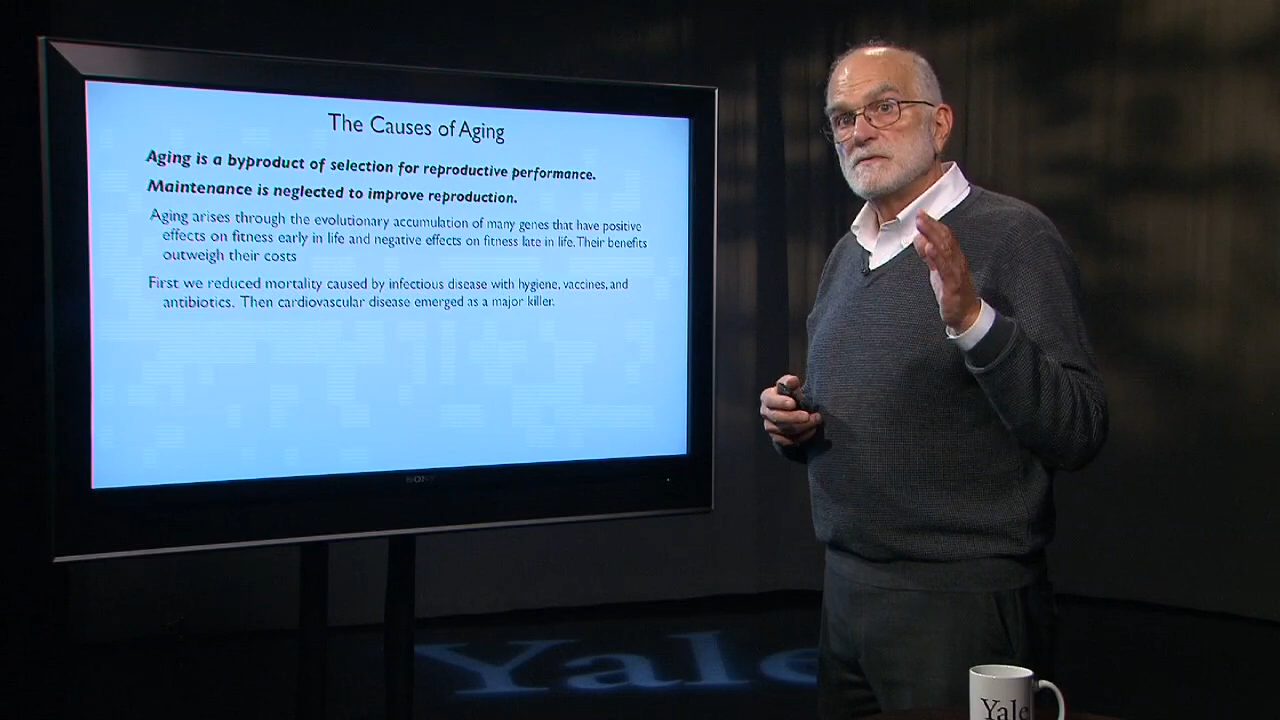 The Causes of Aging
Aging is a byproduct of selection for reproductive performance.
Maintenance is neglected to improve reproduction.
Aging arises through the evolutionary accumulation of many genes that have positive
effects on fitness early in life and negative effects on fitness late in life. Their benefits
outweigh their costs
First we reduced mortality caused by infectious disease with hygiene, vaccines, and
antibiotics. Then cardiovascular disease emerged as a major killer.
SONY
Yale
Yale